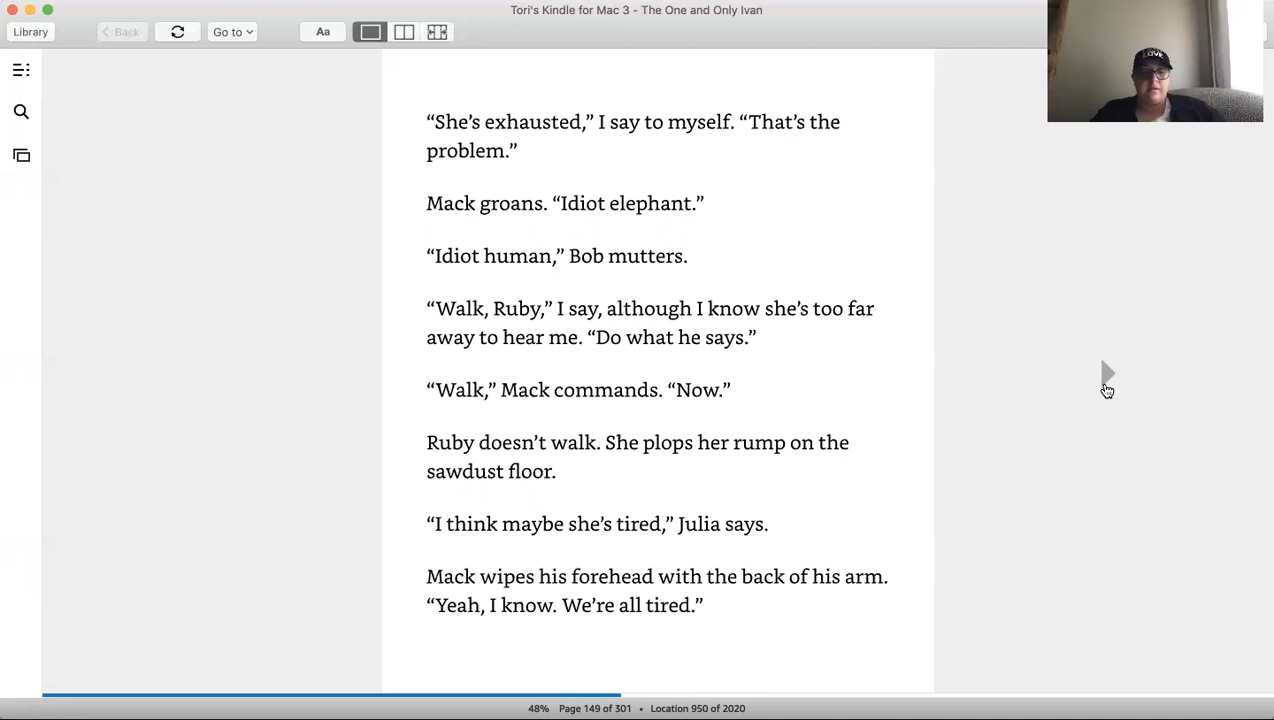 Tori's Kindle for Mac 3 - The One and Only Ivan
Library
Back
Go to
Aa
LOVE
“She’s exhausted,” I say to myself. “That’s the
problem.”
Mack groans. “Idiot elephant.”
“Idiot human,” Bob mutters.
“Walk, Ruby,” I say, although I know she’s too far
away to hear me. “Do what he says.”
“Walk,” Mack commands. “Now.”
Ruby doesn’t walk. She plops her rump on the
sawdust floor.
“I think maybe she’s tired,” Julia says.
Mack wipes his forehead with the back of his arm.
“Yeah, I know. We’re all tired.”
48% Page 149 of 301 • Location 950 of 2020